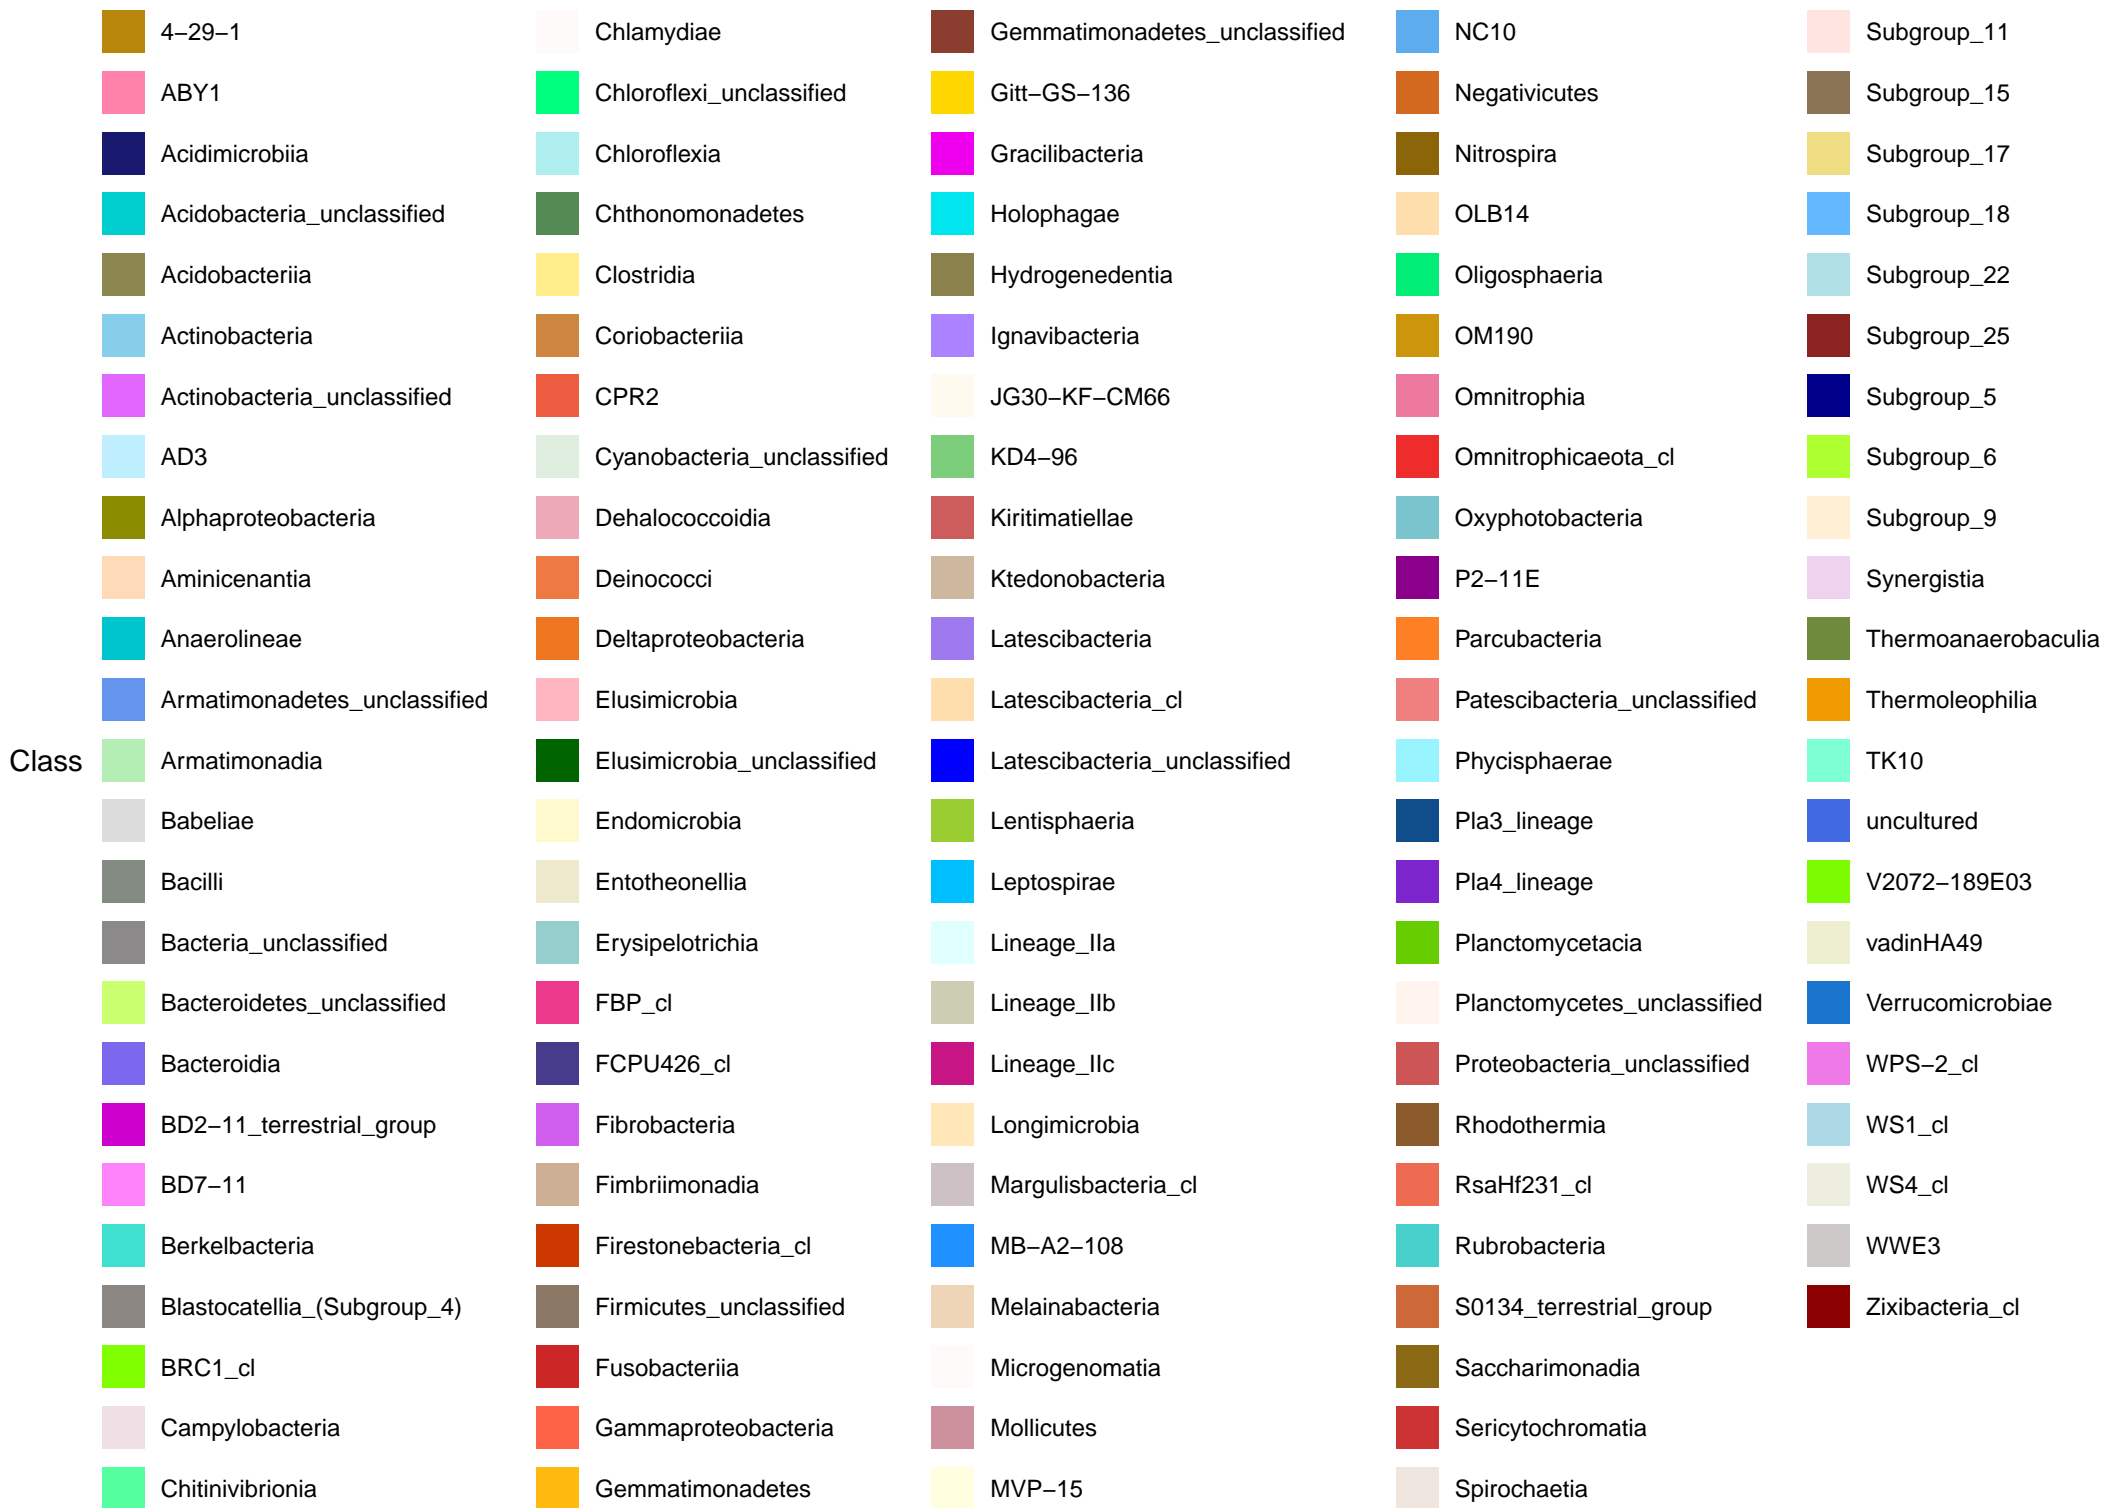 Class
4−29−1
ABY1
Acidimicrobiia
Acidobacteria_unclassified
Acidobacteriia
Actinobacteria
Actinobacteria_unclassified
AD3
Alphaproteobacteria
Aminicenantia
Anaerolineae
Armatimonadetes_unclassified
Armatimonadia
Babeliae
Bacilli
Bacteria_unclassified
Bacteroidetes_unclassified
Bacteroidia
BD2−11_terrestrial_group
BD7−11
Berkelbacteria
Blastocatellia_(Subgroup_4)
BRC1_cl
Campylobacteria
Chitinivibrionia
Chlamydiae
Chloroflexi_unclassified
Chloroflexia
Chthonomonadetes
Clostridia
Coriobacteriia
CPR2
Cyanobacteria_unclassified
Dehalococcoidia
Deinococci
Deltaproteobacteria
Elusimicrobia
Elusimicrobia_unclassified
Endomicrobia
Entotheonellia
Erysipelotrichia
FBP_cl
FCPU426_cl
Fibrobacteria
Fimbriimonadia
Firestonebacteria_cl
Firmicutes_unclassified
Fusobacteriia
Gammaproteobacteria
Gemmatimonadetes
Gemmatimonadetes_unclassified
Gitt−GS−136
Gracilibacteria
Holophagae
Hydrogenedentia
Ignavibacteria
JG30−KF−CM66
KD4−96
Kiritimatiellae
Ktedonobacteria
Latescibacteria
Latescibacteria_cl
Latescibacteria_unclassified
Lentisphaeria
Leptospirae
Lineage_IIa
Lineage_IIb
Lineage_IIc
Longimicrobia
Margulisbacteria_cl
MB−A2−108
Melainabacteria
Microgenomatia
Mollicutes
MVP−15
NC10
Negativicutes
Nitrospira
OLB14
Oligosphaeria
OM190
Omnitrophia
Omnitrophicaeota_cl
Oxyphotobacteria
P2−11E
Parcubacteria
Patescibacteria_unclassified
Phycisphaerae
Pla3_lineage
Pla4_lineage
Planctomycetacia
Planctomycetes_unclassified
Proteobacteria_unclassified
Rhodothermia
RsaHf231_cl
Rubrobacteria
S0134_terrestrial_group
Saccharimonadia
Sericytochromatia
Spirochaetia
Subgroup_11
Subgroup_15
Subgroup_17
Subgroup_18
Subgroup_22
Subgroup_25
Subgroup_5
Subgroup_6
Subgroup_9
Synergistia
Thermoanaerobaculia
Thermoleophilia
TK10
uncultured
V2072−189E03
vadinHA49
Verrucomicrobiae
WPS−2_cl
WS1_cl
WS4_cl
WWE3
Zixibacteria_cl